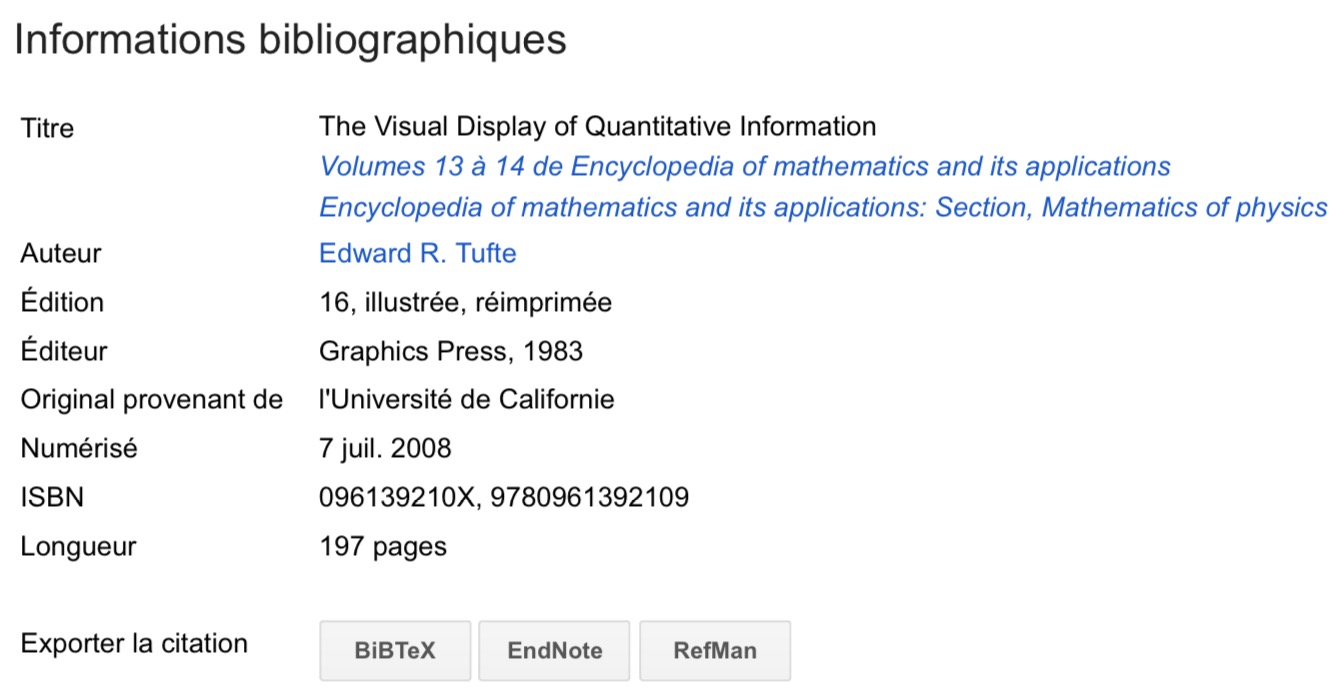 Informations bibliographiques
Titre The Visual Display of Quantitative Information
Volumes 13 à 14 de Encyclopedia of mathematics and its applications
Encyclopedia of mathematics and its applications: Section, Mathematics of physics
Auteur Edward R. Tufte
Édition 16, illustrée, réimprimée
Éditeur Graphics Press, 1983
Original provenant de l'Université de Californie
Numérisé 7 juil. 2008
ISBN 096139210X, 9780961392109
Longueur 197 pages
Exporter la citation BiBTeX EndNote RefMan